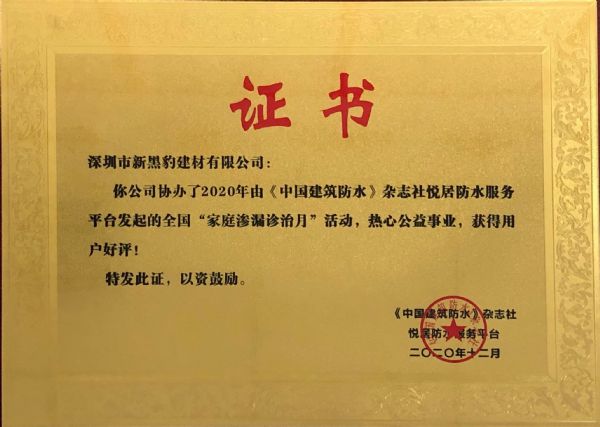 证书
深圳市新黑豹建材有限公司：
你公司协办了2020年由《中国建筑防水》杂志社悦居防水服务
平台发起的全国“家庭渗漏诊治月”活动，热心公益事业，获得用
户好评！
特发此证，以资鼓励。
《中国建筑防水》杂志社
悦居防水服务平台
二〇二〇年十二月